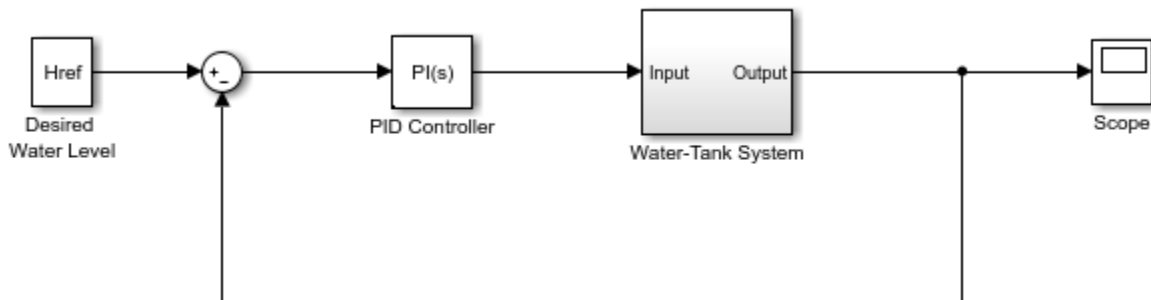 Href
Desired
Water Level
+
-
PI(s)
PID Controller
Input
Output
Water-Tank System
Scope